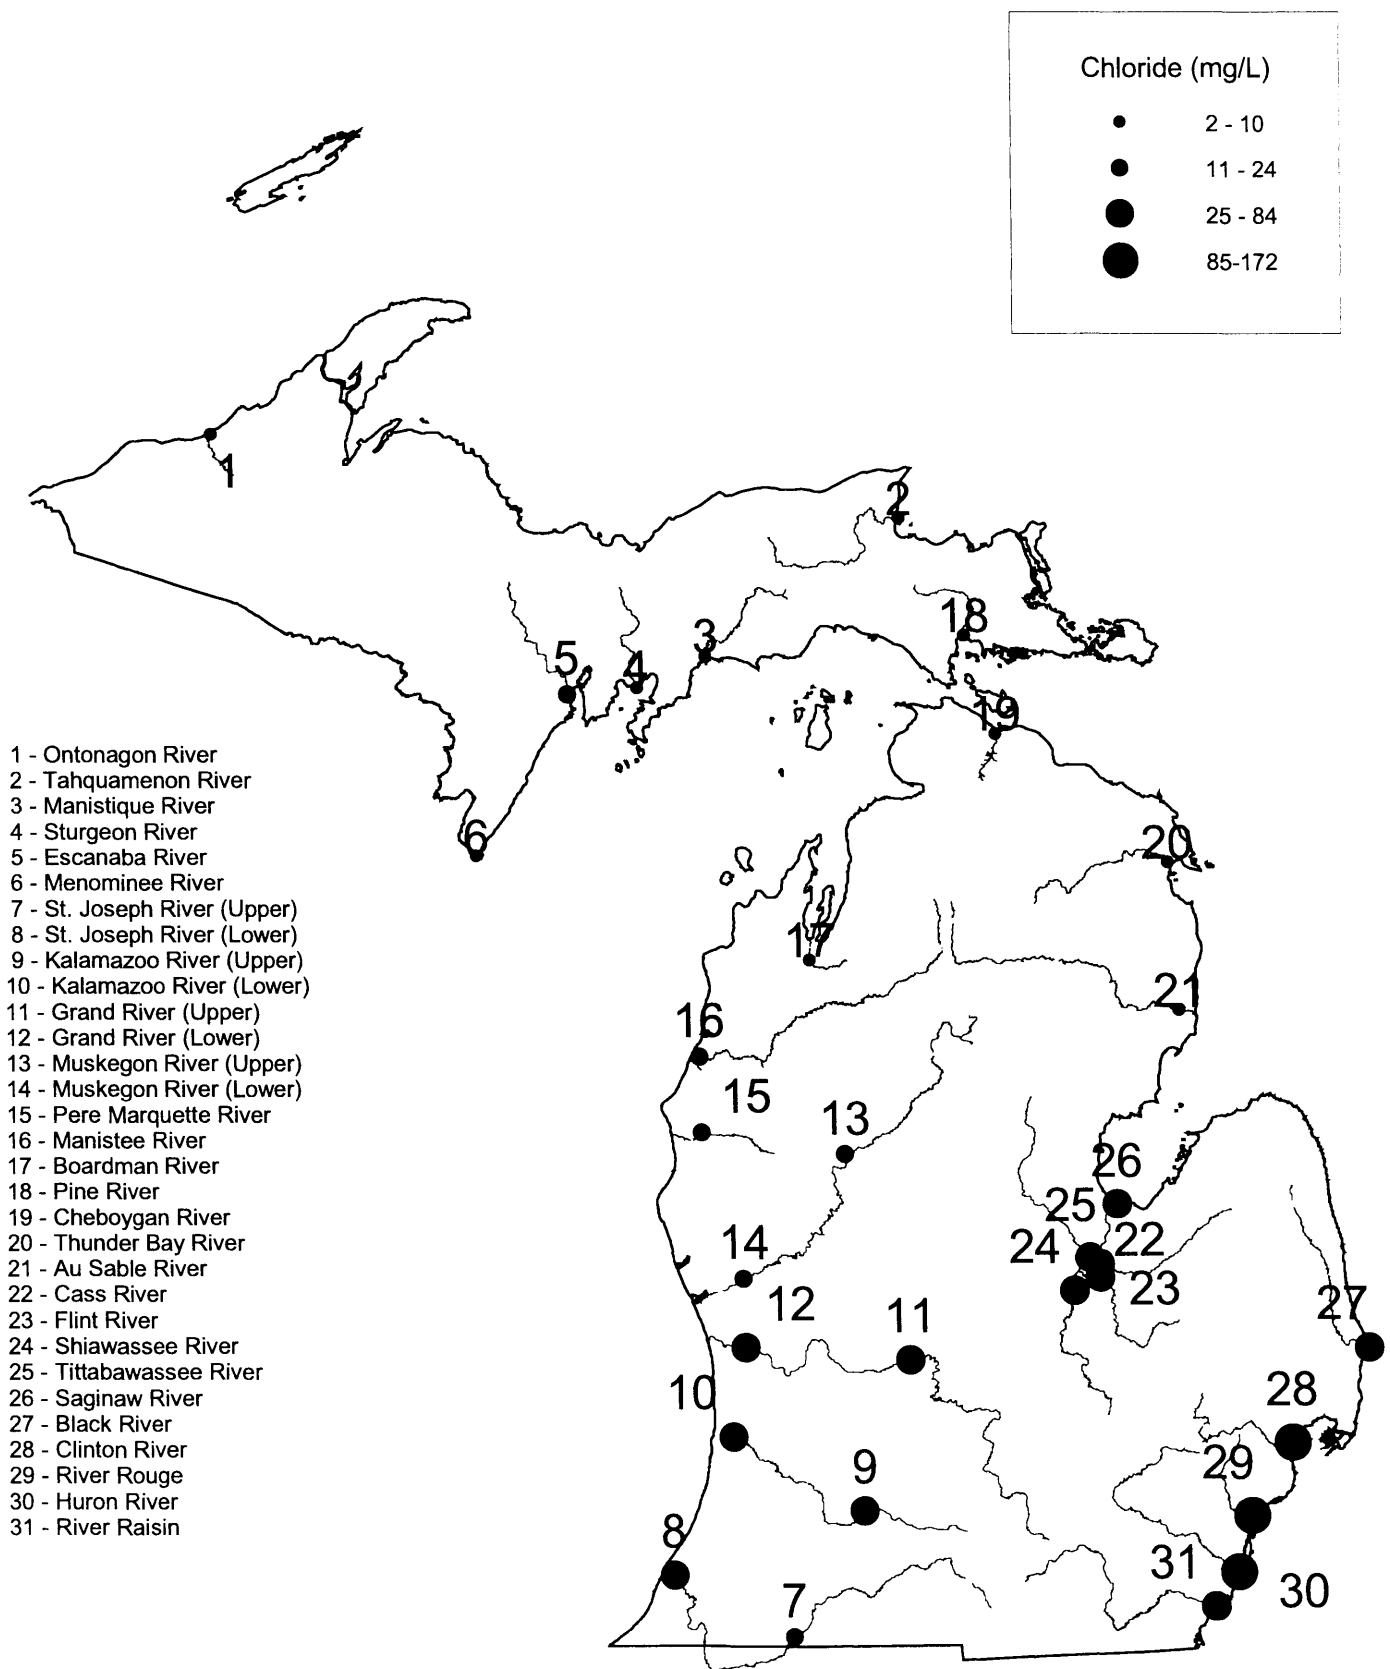 Chloride (mg/L)
2 - 10
11 - 24
25 - 84
85-172
1
2
18
3
5
4
19
6
20
17
21
16
15
13
26
25
14
24
22
23
12
11
27
10
28
29
9
8
31
30
7
1 - Ontonagon River
2 - Tahquamenon River
3 - Manistique River
4 - Sturgeon River
5 - Escanaba River
6 - Menominee River
7 - St. Joseph River (Upper)
8 - St. Joseph River (Lower)
9 - Kalamazoo River (Upper)
10 - Kalamazoo River (Lower)
11 - Grand River (Upper)
12 - Grand River (Lower)
13 - Muskegon River (Upper)
14 - Muskegon River (Lower)
15 - Pere Marquette River
16 - Manistee River
17 - Boardman River
18 - Pine River
19 - Cheboygan River
20 - Thunder Bay River
21 - Au Sable River
22 - Cass River
23 - Flint River
24 - Shiawassee River
25 - Tittabawassee River
26 - Saginaw River
27 - Black River
28 - Clinton River
29 - River Rouge
30 - Huron River
31 - River Raisin